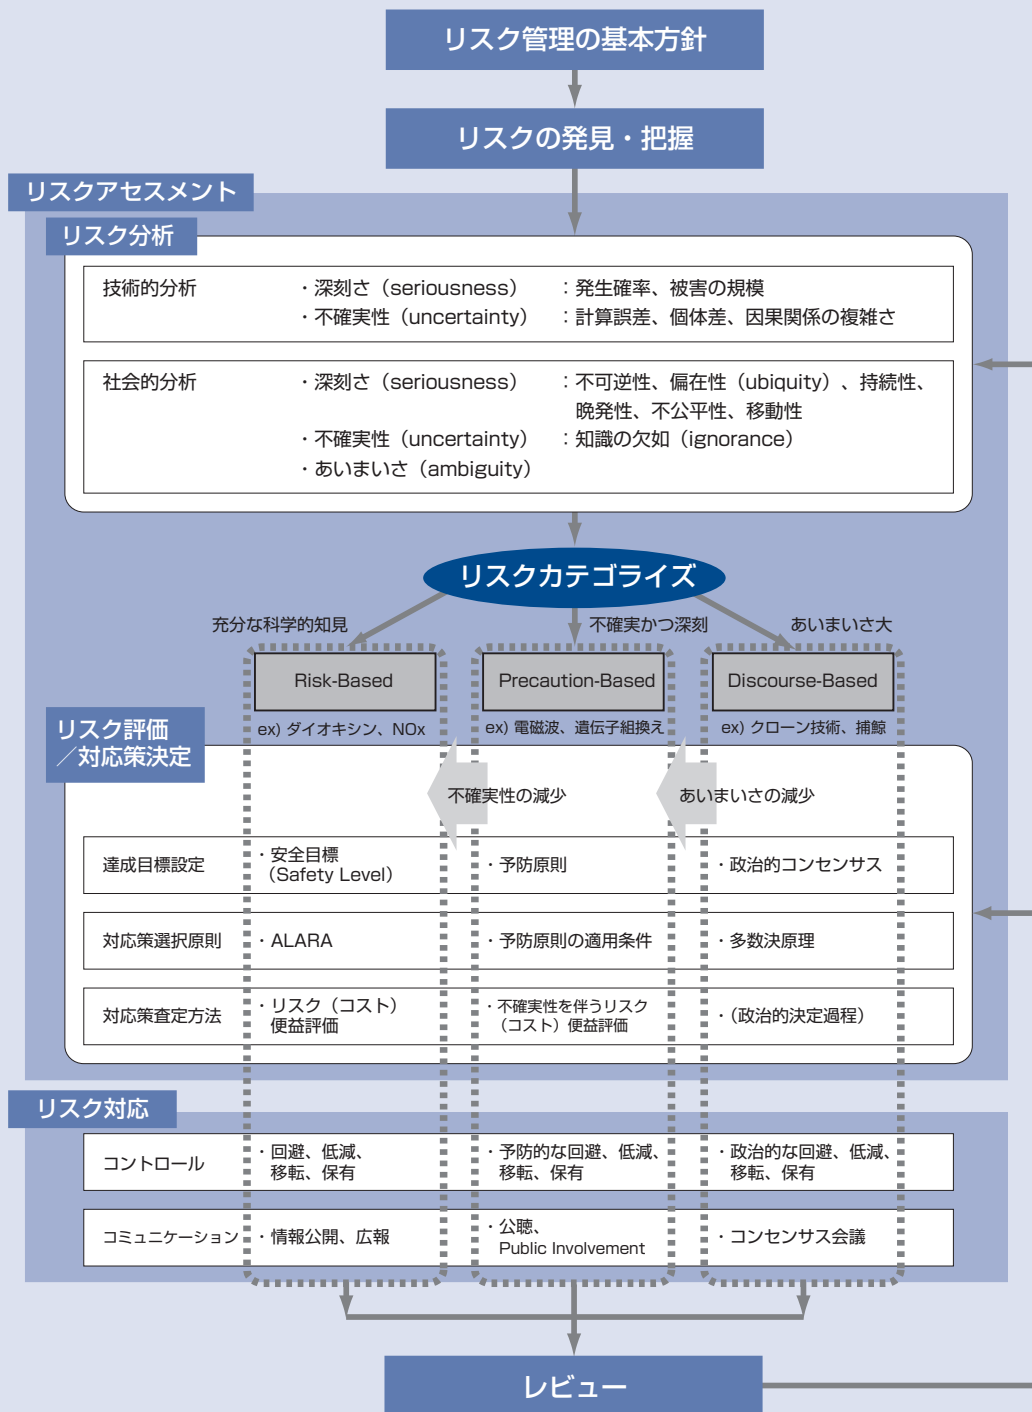 リスク管理の基本方針
リスクの発見・把握
リスクアセスメント
リスク分析
技術的分析
・深刻さ（seriousness）
：発生確率、被害の規模
・不確実性（uncertainty）
：計算誤差、個体差、因果関係の複雑さ
社会的分析
・深刻さ（seriousness）
：不可逆性、偏在性（ubiquity）、持続性、
晩発性、不公平性、移動性
・不確実性（uncertainty）
：知識の欠如（ignorance）
・あいまいさ（ambiguity）
リスクカテゴライズ
充分な科学的知見
不確実かつ深刻
あいまいさ大
Risk-Based
Precaution-Based
Discourse-Based
ex) ダイオキシン、NOx
ex) 電磁波、遺伝子組換え
ex) クローン技術、捕鯨
リスク評価
／対応策決定
不確実性の減少
あいまいさの減少
達成目標設定
・安全目標
（Safety Level）
・予防原則
・政治的コンセンサス
対応策選択原則
・ALARA
・予防原則の適用条件
・多数決原理
対応策査定方法
・リスク（コスト）
便益評価
・不確実性を伴うリスク
（コスト）便益評価
・（政治的決定過程）
リスク対応
コントロール
・回避、低減、
移転、保有
・予防的な回避、低減、
移転、保有
・政治的な回避、低減、
移転、保有
コミュニケーション
・情報公開、広報
・公聴、
Public Involvement
・コンセンサス会議
レビュー